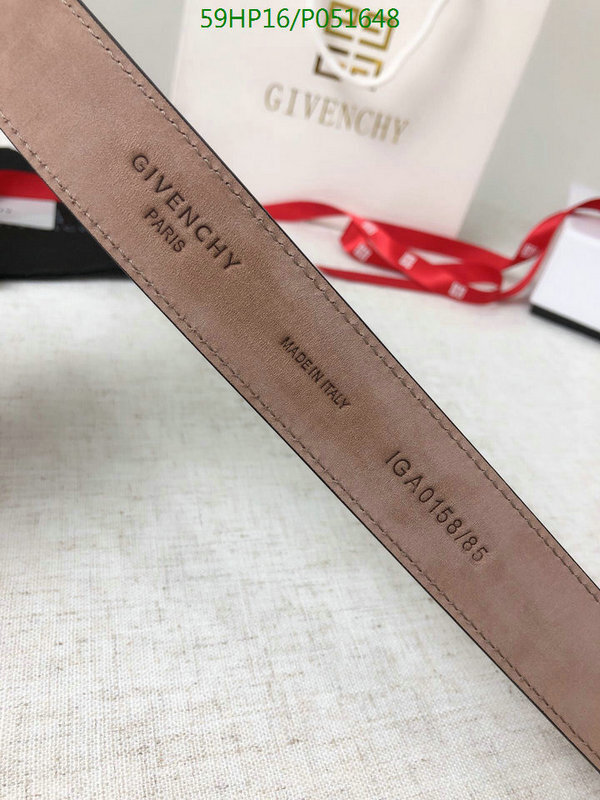 59HP16/P051648
GIVENCHY
GIVENCHY
PARIS
MADE IN ITALY
IGA0158/85